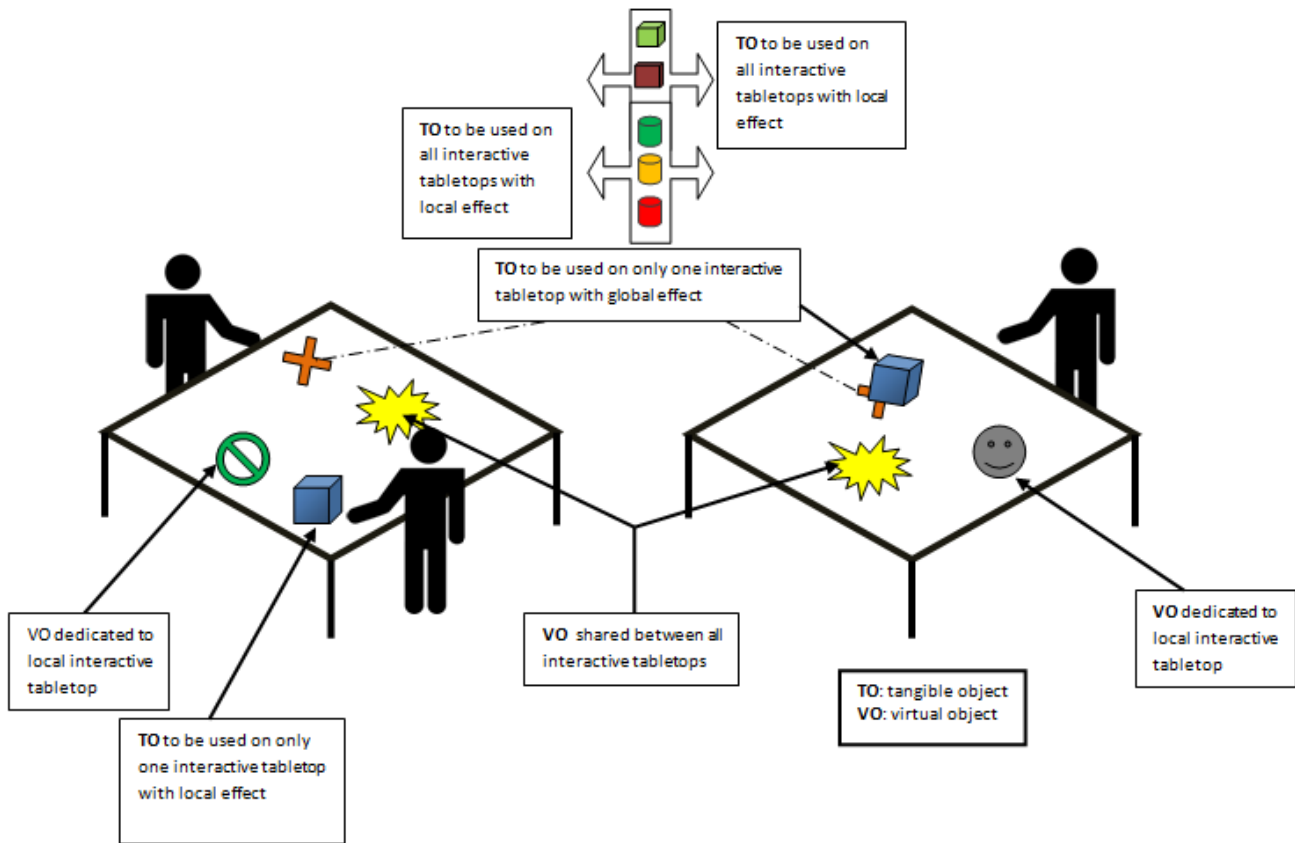 TO to be used on
all interactive
tabletops with local
effect
TO to be used on
all interactive
tabletops with
local effect
TO to be used on only one interactive
tabletop with global effect
VO dedicated to
local interactive
tabletop
TO to be used on only
one interactive tabletop
with local effect
VO shared between all
interactive tabletops
TO: tangible object
VO: virtual object
VO dedicated to
local interactive
tabletop